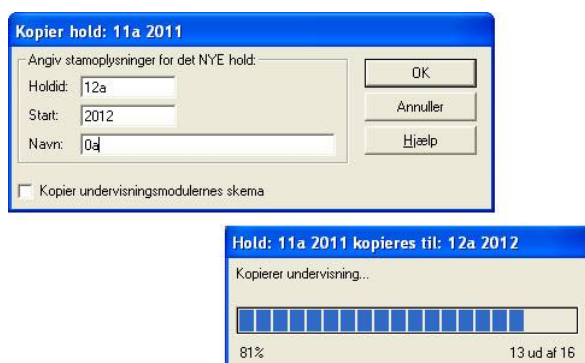 Kopier hold: 11a 2011
Angiv stamoplysninger for det NYE hold:
Holdid: 12a
Start: 2012
Navn: 0a
OK
Annuller
Hjælp
Kopier undervisningsmodulernes skema
Hold: 11a 2011 kopieres til: 12a 2012
Kopierer undervisning...
81% 13 ud af 16